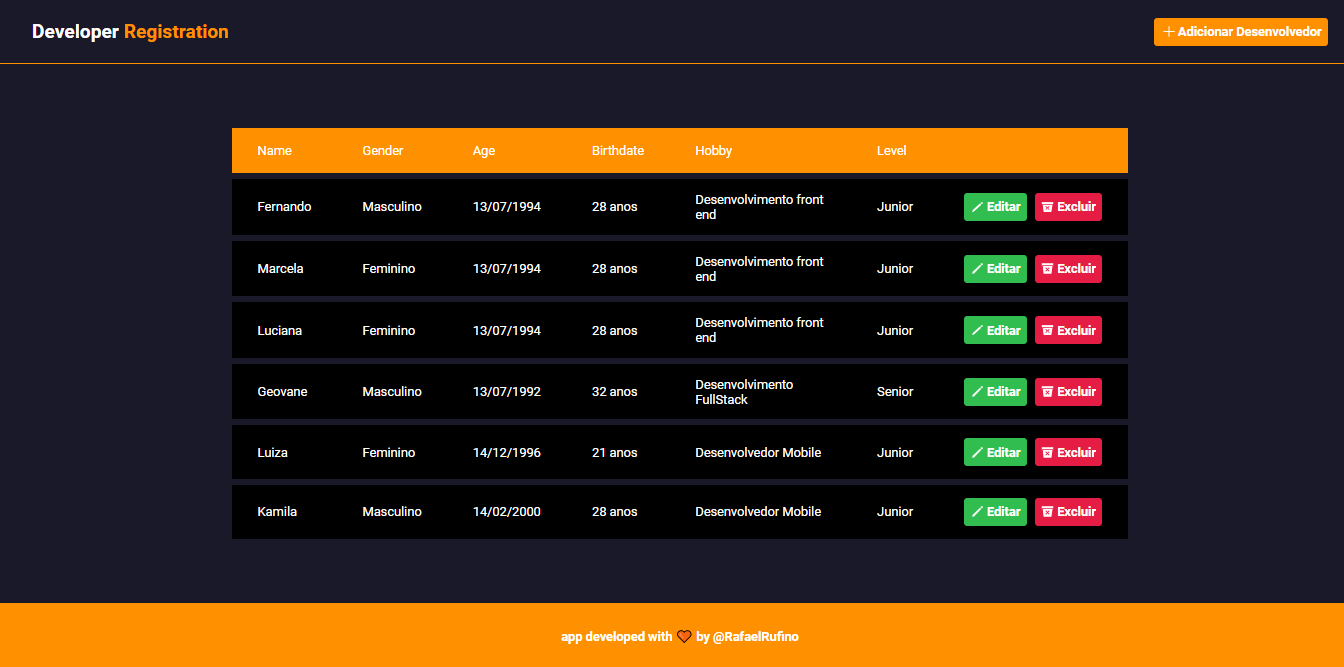 Developer Registration
Adicionar Desenvolvedor
Name Gender Age Birthdate Hobby Level
Fernando Masculino 13/07/1994 28 anos Desenvolvimento front end Junior Editar Excluir
Marcela Feminino 13/07/1994 28 anos Desenvolvimento front end Junior Editar Excluir
Luciana Feminino 13/07/1994 28 anos Desenvolvimento front end Junior Editar Excluir
Geovane Masculino 13/07/1992 32 anos Desenvolvimento FullStack Senior Editar Excluir
Luiza Feminino 14/12/1996 21 anos Desenvolvedor Mobile Junior Editar Excluir
Kamila Masculino 14/02/2000 28 anos Desenvolvedor Mobile Junior Editar Excluir
app developed with by @RafaelRufino